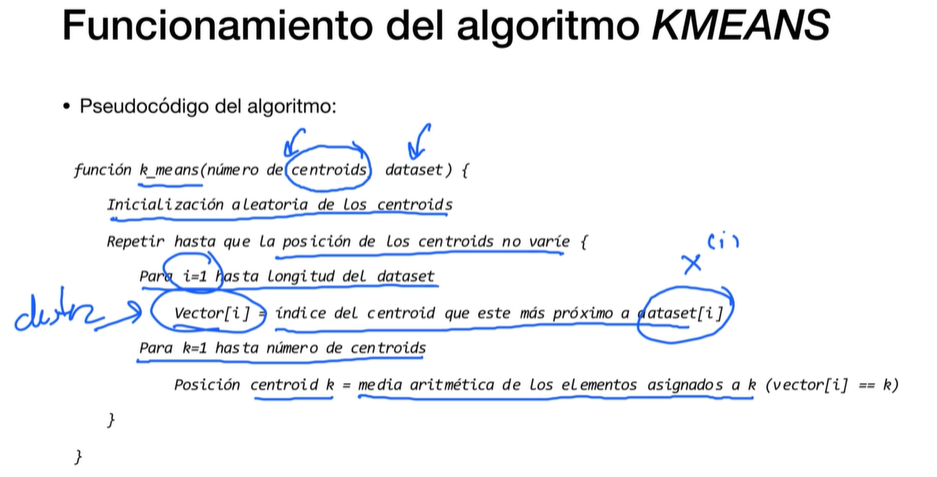 Funcionamiento del algoritmo KMEANS
• Pseudocódigo del algoritmo:
función k_means(número de centroids dataset) {
Inicialización aleatoria de los centroids
Repetir hasta que la posición de los centroids no varíe {
x(i)
Para i=1 hasta longitud del dataset
Vector[i] = índice del centroid que este más próximo a dataset[i]
Para k=1 hasta número de centroids
Posición centroid k = media aritmética de los elementos asignados a k (vector[i] == k)
}
}